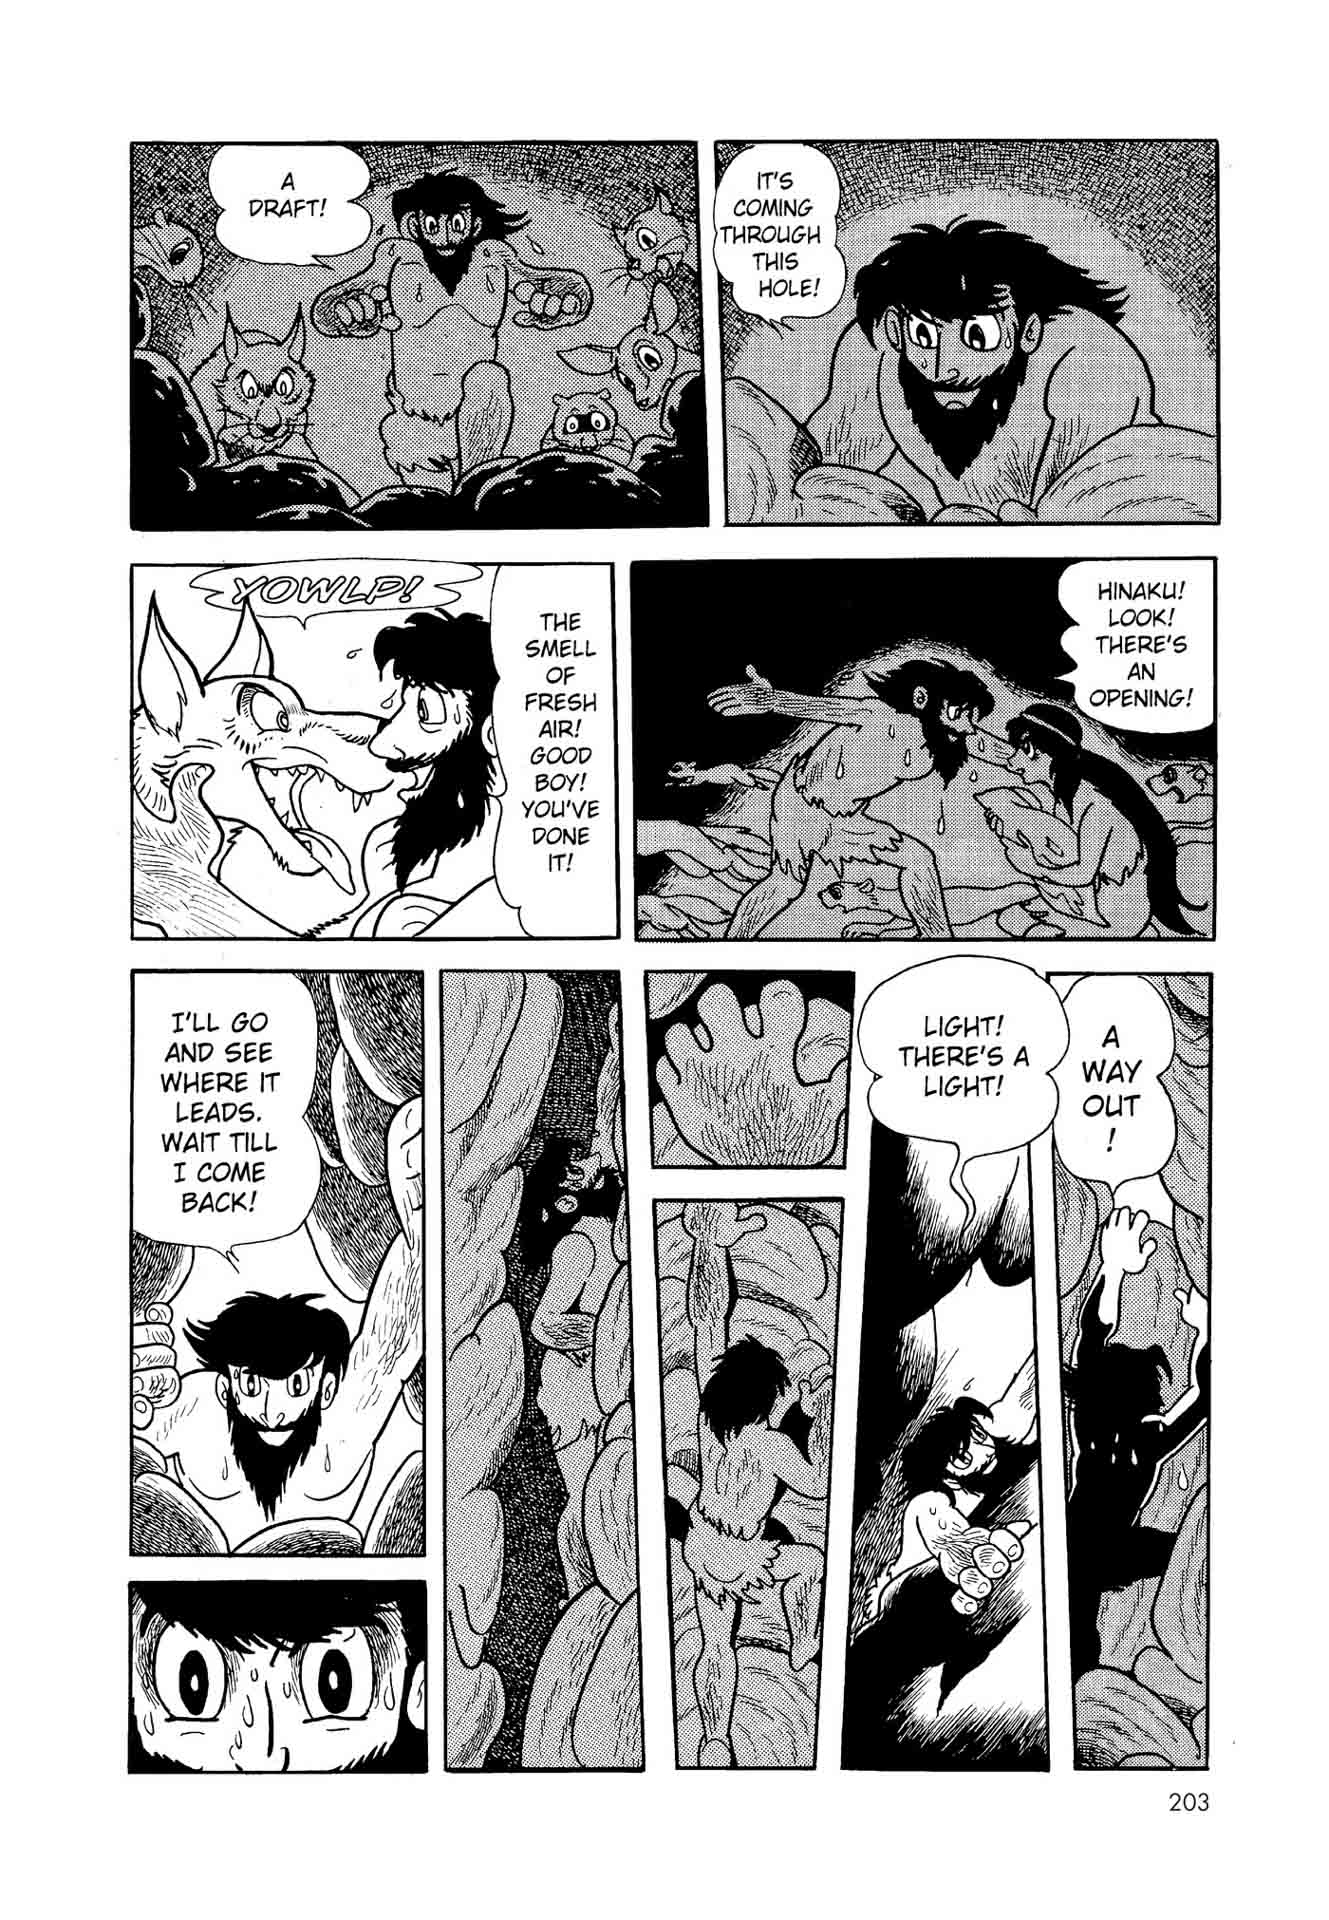 A
DRAFT!
IT'S
COMING
THROUGH
THIS
HOLE!
YOWLP!
THE
SMELL
OF
FRESH
AIR!
GOOD
BOY!
YOU'VE
DONE
IT!
HINAKU!
LOOK!
THERE'S
AN
OPENING!
I'LL GO
AND SEE
WHERE IT
LEADS.
WAIT TILL
I COME
BACK!
LIGHT!
THERE'S A
LIGHT!
A
WAY
OUT
!
203